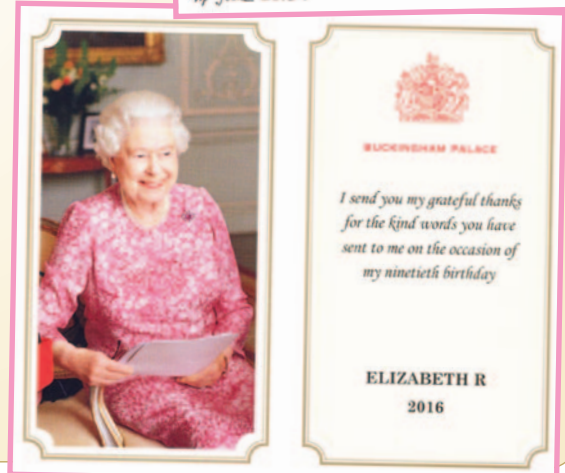 BUCKINGHAM PALACE
I send you my grateful thanks
for the kind words you have
sent to me on the occasion of
my ninetieth birthday
ELIZABETH R
2016